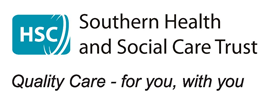 HSC Southern Health
and Social Care Trust
Quality Care - for you, with you